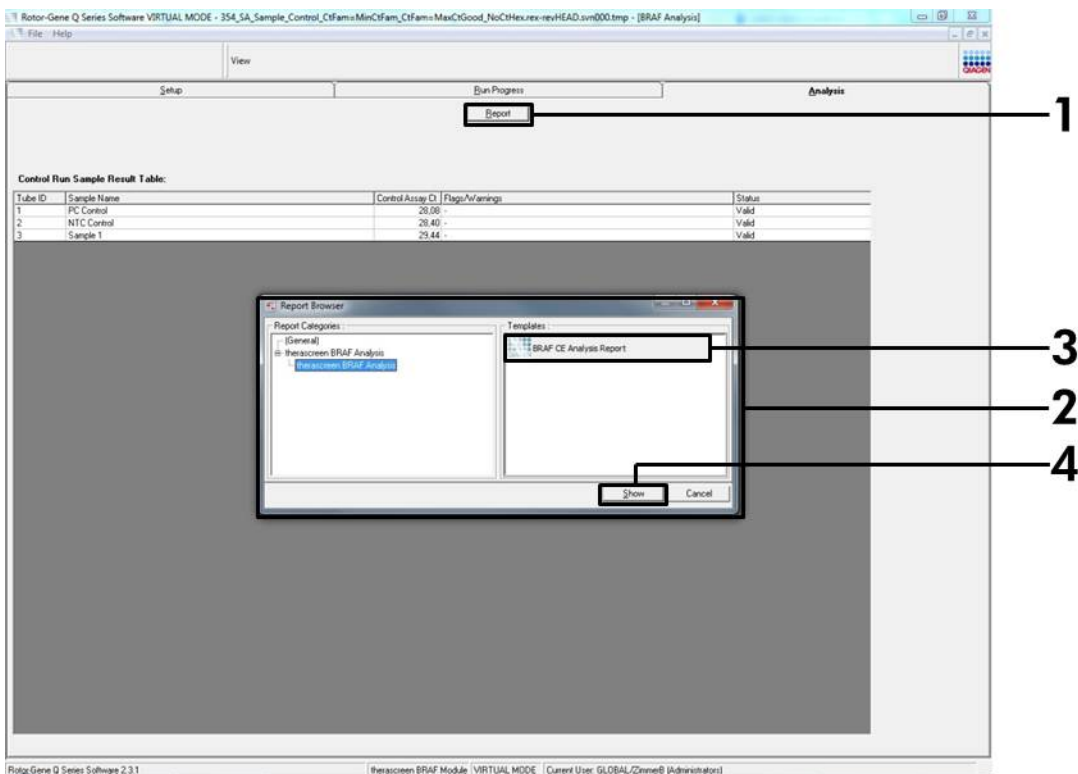 Rotor-Gene Q Series Software VIRTUAL MODE - 354_SA_Sample_Control_CtFam=MinCtFam_CtFam=MaxCtGood_NoCtHex.rex-revHEAD.svn000.tmp - [BRAF Analysis]
File Help
View
QIAGEN
Setup Run Progress Analysis
Report
1
Control Run Sample Result Table:
Tube ID Sample Name Control Assay Ct Flags/Warnings Status
1 PC Control 28,08 - Valid
2 NTC Control 28,40 - Valid
3 Sample 1 29,44 - Valid
Report Browser
Report Categories : Templates :
(General) BRAF CE Analysis Report
3
therascreen BRAF Analysis
therascreen BRAF Analysis
2
4
Show Cancel
Rotor-Gene Q Series Software 2.3.1 therascreen BRAF Module VIRTUAL MODE Current User: GLOBAL/ZimmerB (Administrators)